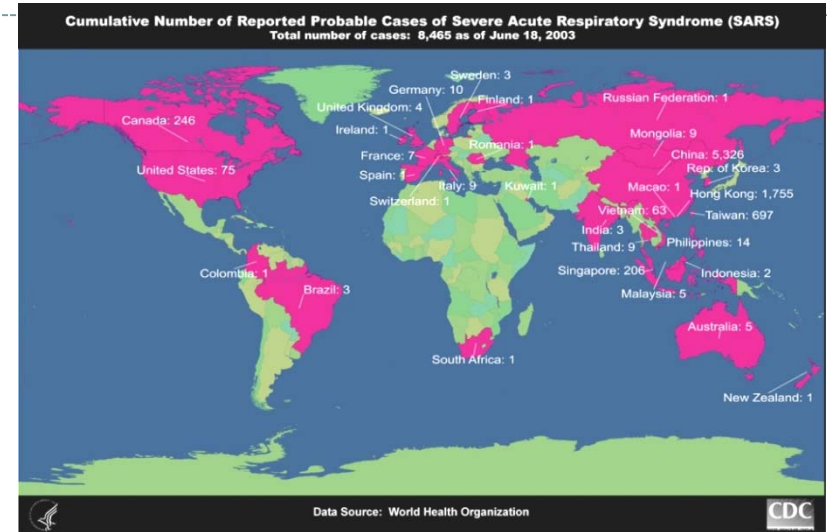 Cumulative Number of Reported Probable Cases of Severe Acute Respiratory Syndrome (SARS)
Total number of cases: 8,465 as of June 18, 2003
Sweden: 3
Germany: 10
Finland: 1
Russian Federation: 1
United Kingdom: 4
Canada: 246
Ireland: 1
Mongolia: 9
Romania: 1
China: 5,326
France: 7
United States: 75
Rep. of Korea: 3
Spain: 1
Italy: 9
Kuwait: 1
Macao: 1
Hong Kong: 1,755
Switzerland: 1
Vietnam: 63
Taiwan: 697
India: 3
Thailand: 9
Philippines: 14
Colombia: 1
Singapore: 206
Indonesia: 2
Brazil: 3
Malaysia: 5
Australia: 5
South Africa: 1
New Zealand: 1
Data Source: World Health Organization
CDC